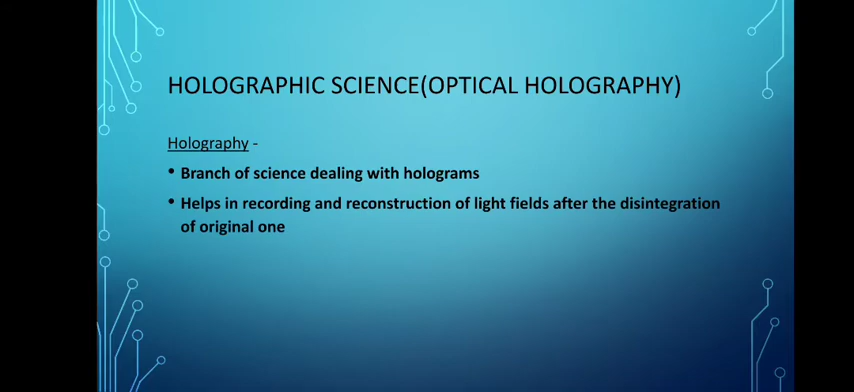 HOLOGRAPHIC SCIENCE(OPTICAL HOLOGRAPHY)
Holography -
• Branch of science dealing with holograms
• Helps in recording and reconstruction of light fields after the disintegration
of original one